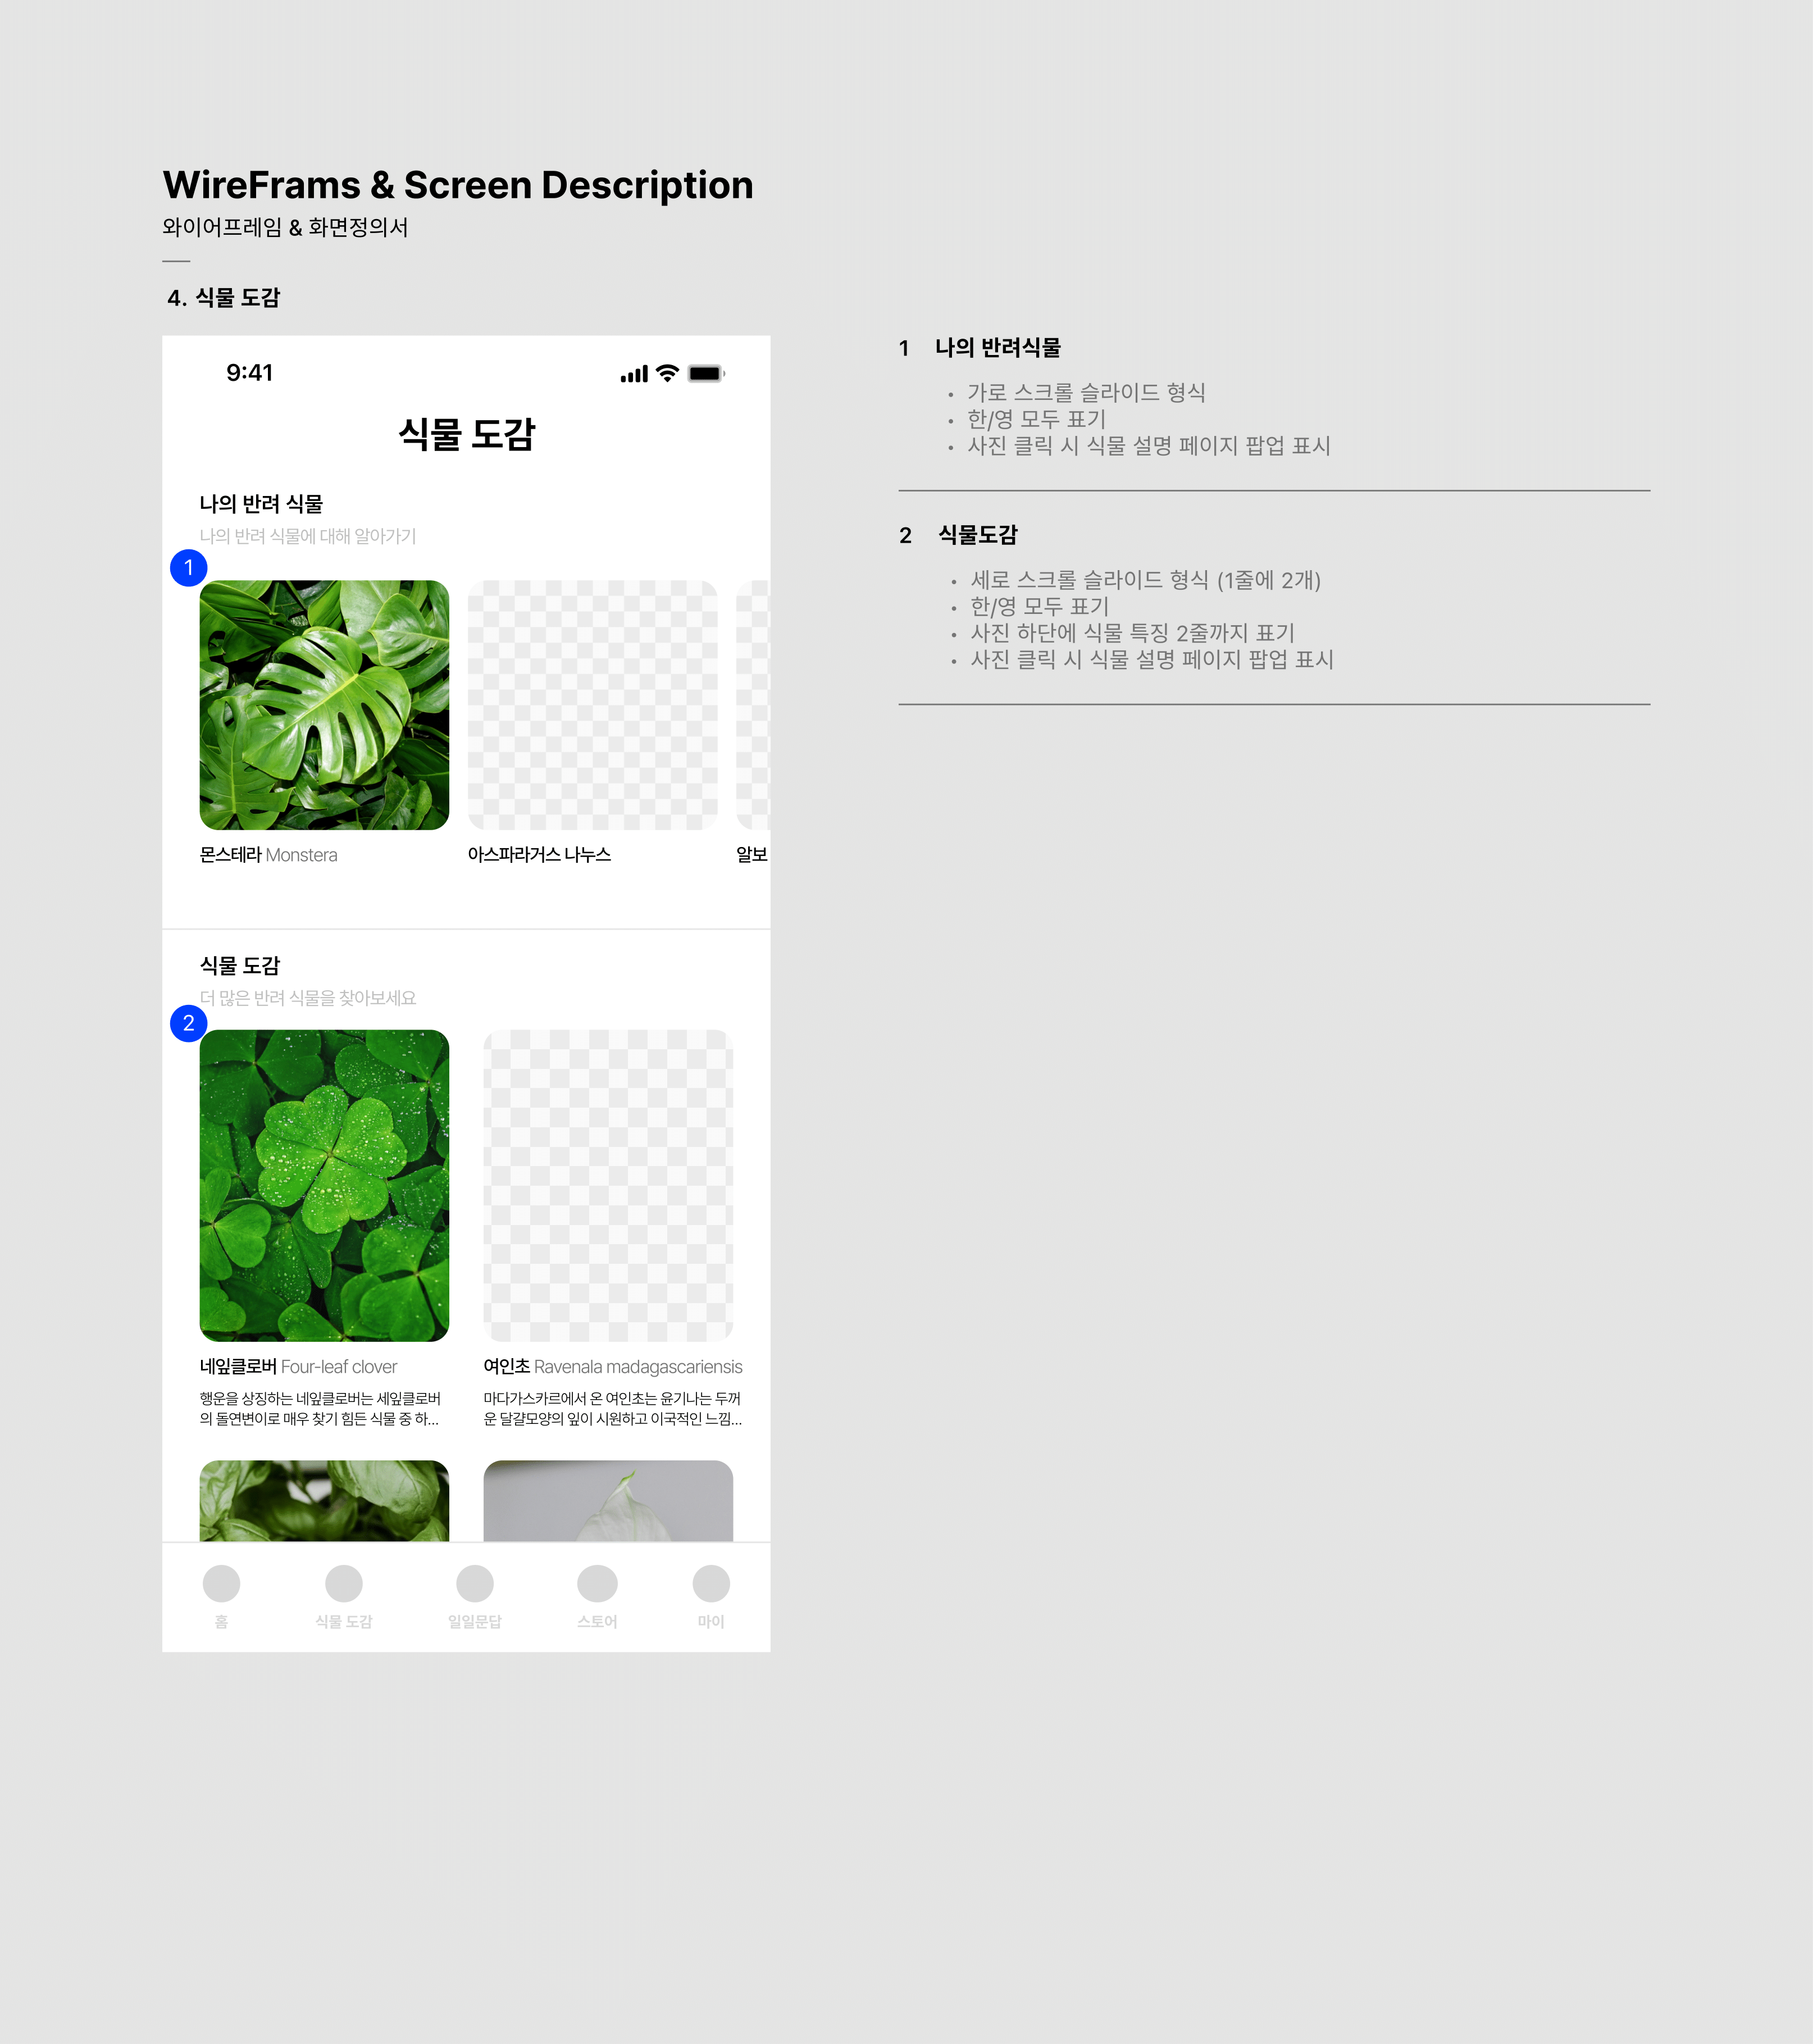 WireFrams & Screen Description
와이어프레임 & 화면정의서
4. 식물 도감
9:41
식물 도감
나의 반려 식물
나의 반려 식물에 대해 알아가기
1
몬스테라 Monstera
아스파라거스 나누스
알보
식물 도감
더 많은 반려 식물을 찾아보세요
2
네잎클로버 Four-leaf clover
행운을 상징하는 네잎클로버는 세잎클로버
의 돌연변이로 매우 찾기 힘든 식물 중 하...
여인초 Ravenala madagascariensis
마다가스카르에서 온 여인초는 윤기나는 두꺼
운 달걀모양의 잎이 시원하고 이국적인 느낌...
홈
식물 도감
일일문답
스토어
마이
1 나의 반려식물
• 가로 스크롤 슬라이드 형식
• 한/영 모두 표기
• 사진 클릭 시 식물 설명 페이지 팝업 표시
2 식물도감
• 세로 스크롤 슬라이드 형식 (1줄에 2개)
• 한/영 모두 표기
• 사진 하단에 식물 특징 2줄까지 표기
• 사진 클릭 시 식물 설명 페이지 팝업 표시